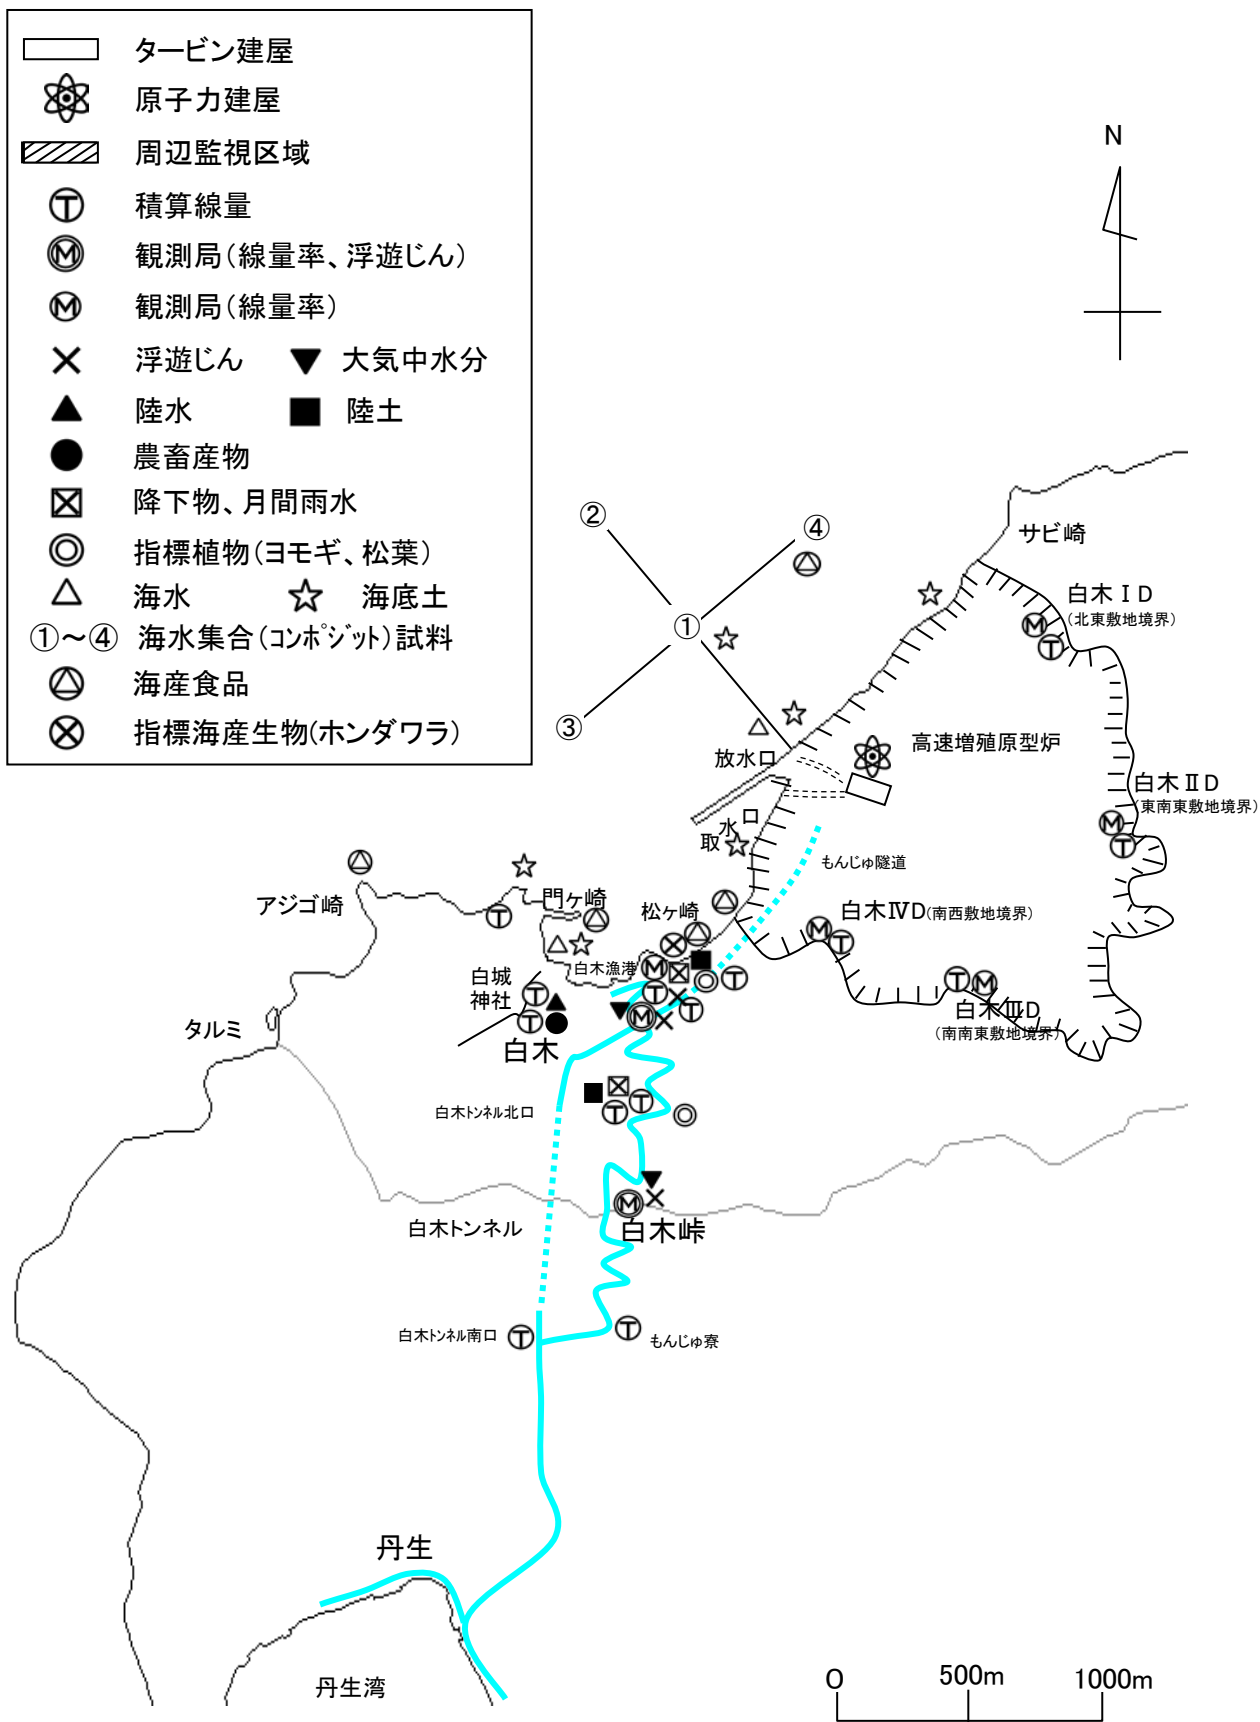 タービン建屋
原子力建屋
周辺監視区域
Ⓣ 積算線量
Ⓜ 観測局(線量率、浮遊じん)
Ⓜ 観測局(線量率)
浮遊じん 大気中水分
陸水 陸土
農畜産物
降下物、月間雨水
指標植物(ヨモギ、松葉)
海水 海底土
①～④ 海水集合(ｺﾝﾎﾟｼﾞｯﾄ)試料
海産食品
指標海産生物(ホンダワラ)
N
②
④
①
③
サビ崎
白木ⅠD
(北東敷地境界)
放水口
高速増殖原型炉
白木ⅡD
(東南東敷地境界)
取水口
もんじゅ隧道
アジゴ崎
門ヶ崎
松ヶ崎
白木ⅣD(南西敷地境界)
白木漁港
白城
神社
白木ⅢD
(南南東敷地境界)
タルミ
白木
白木ﾄﾝﾈﾙ北口
白木トンネル
白木峠
白木ﾄﾝﾈﾙ南口
もんじゅ寮
丹生
丹生湾
O 500m 1000m